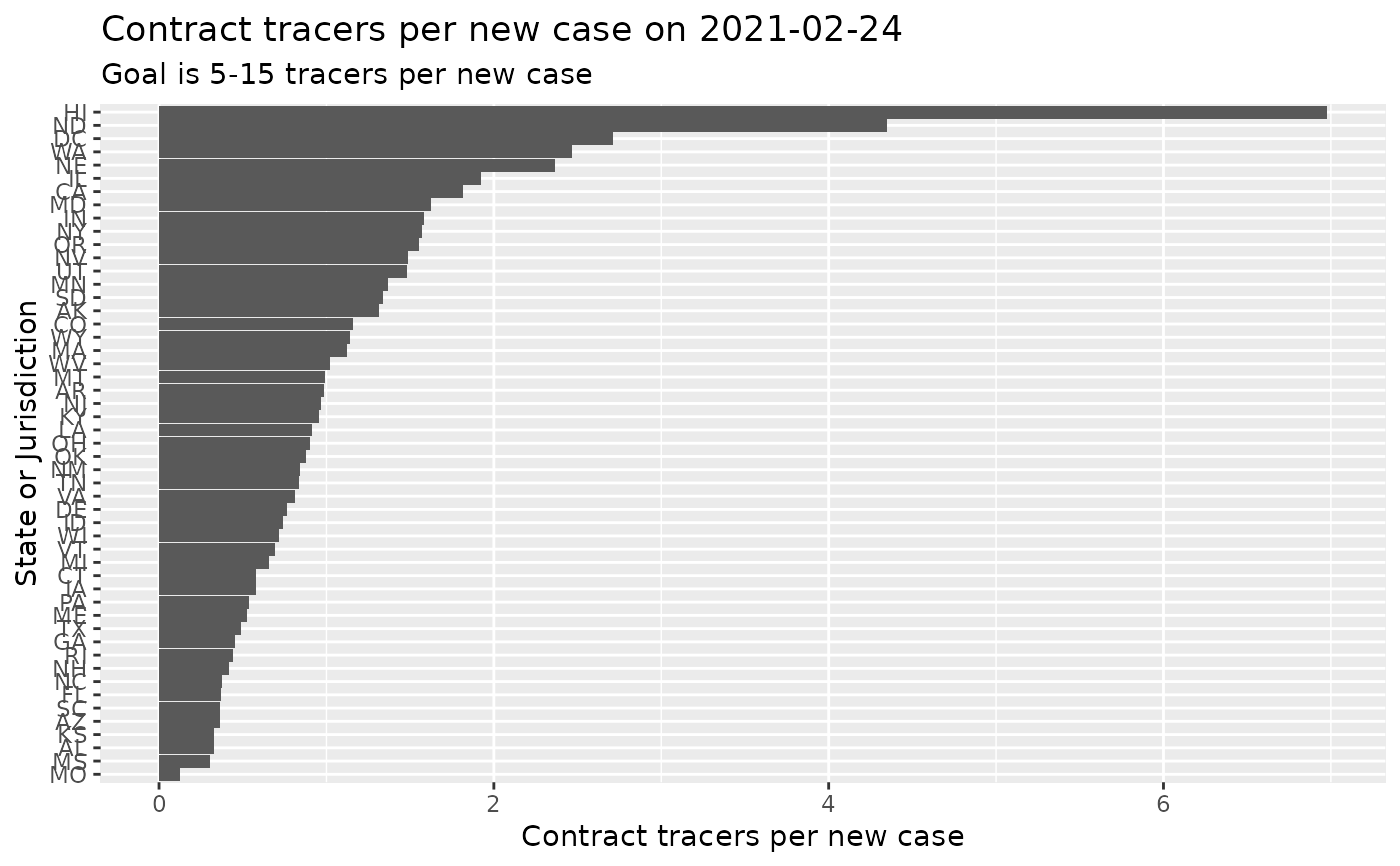 Contract tracers per new case on 2021-02-24
Goal is 5-15 tracers per new case
State or Jurisdiction
HI
ND
DC
WA
NE
IL
CA
MD
IN
NY
OR
NV
UT
MN
SD
AK
CO
WY
MA
WV
MT
AR
NJ
KY
LA
OH
OK
NM
TN
VA
DE
ID
WI
VT
MI
CT
IA
PA
ME
TX
GA
RI
NH
NC
FL
SC
AZ
KS
AL
MS
MO
0 2 4 6
Contract tracers per new case